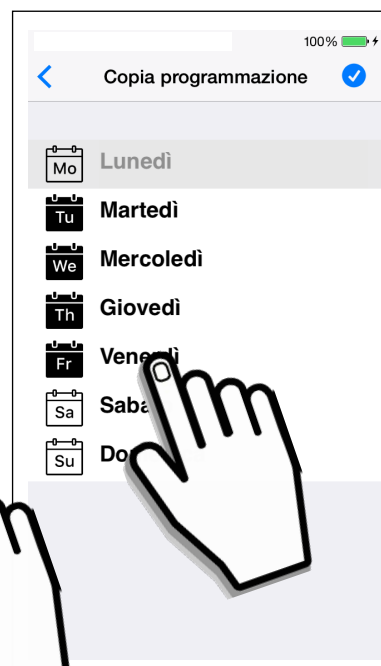 100%
Copia programmazione
Mo Lunedì
Tu Martedì
We Mercoledì
Th Giovedì
Fr
Sa
Su